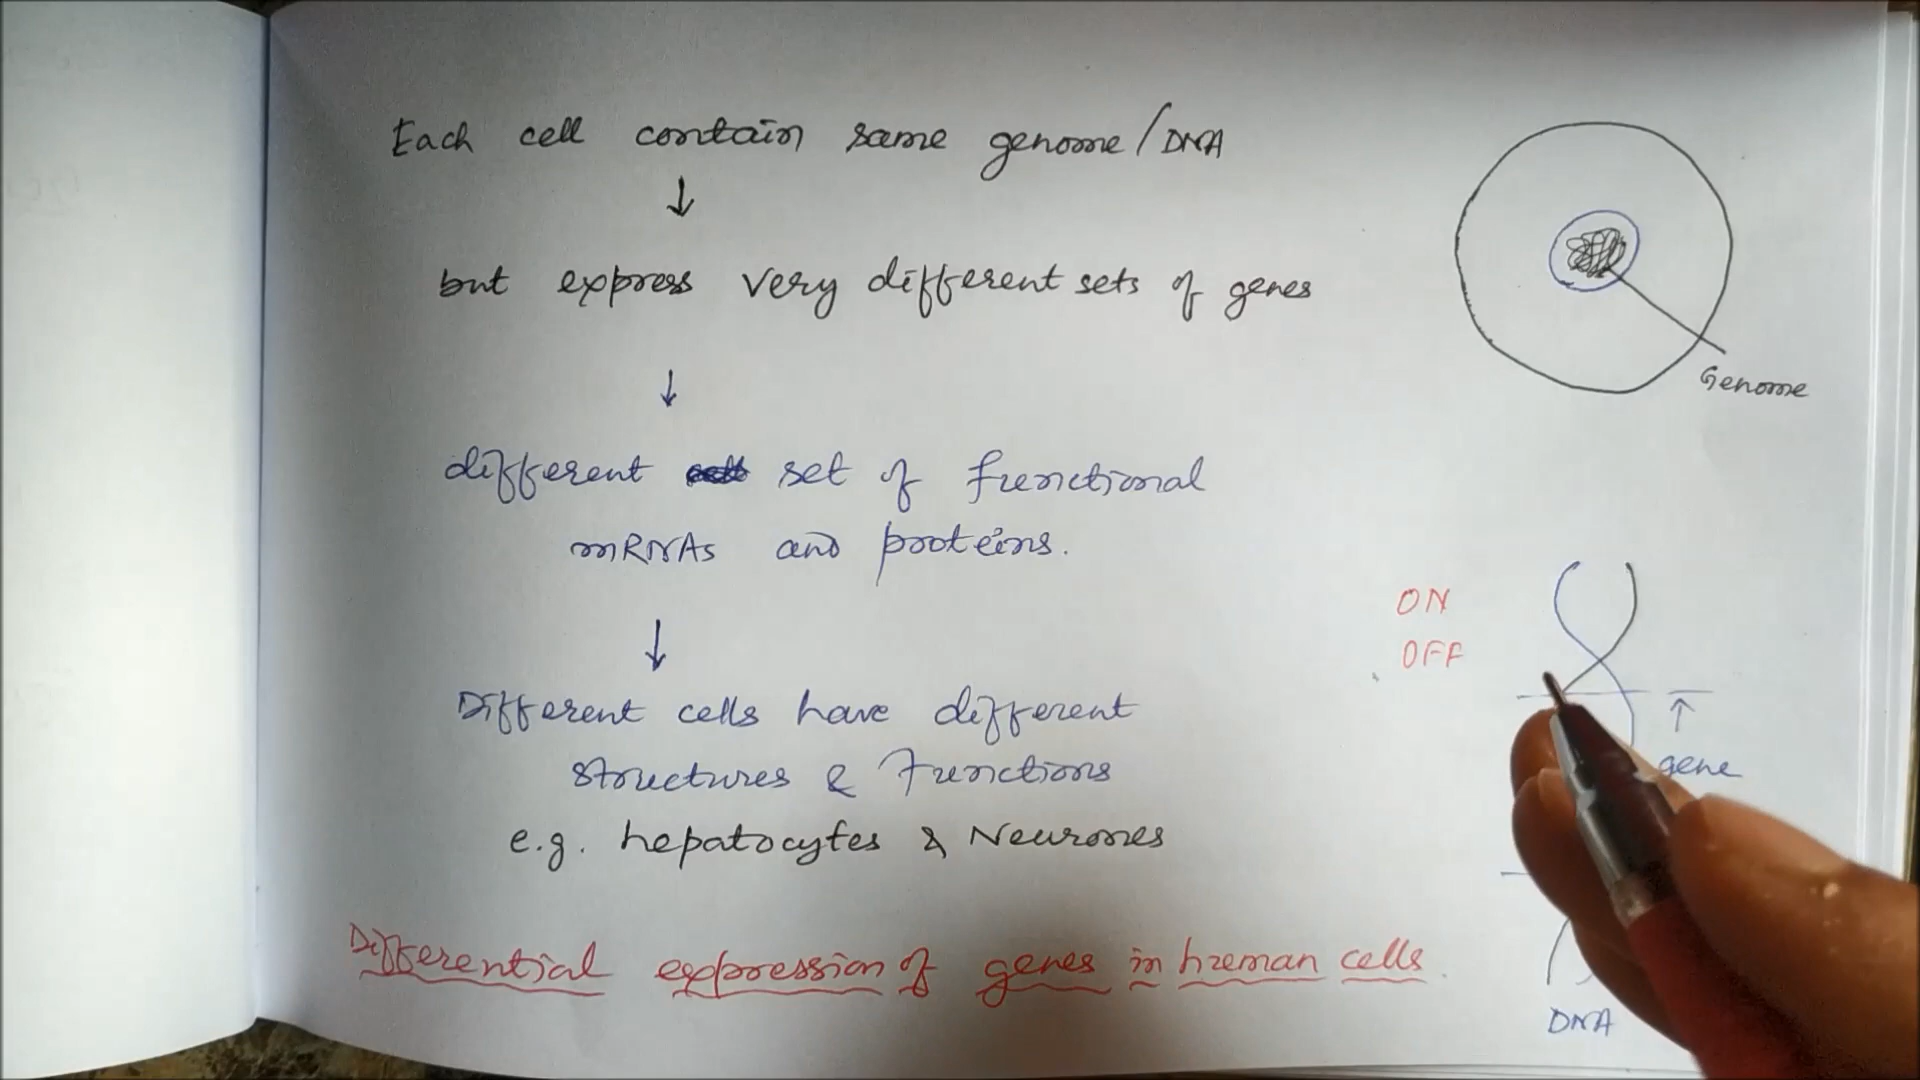 Each cell contain same genome/DNA
↓
but express very different sets of genes
↓
different set of functional
mRNAs and proteins.
↓
Different cells have different
structures & Functions
e.g. hepatocytes & Neurones
Differential expression of genes in human cells.
Genome
ON
OFF
↑
gene
DNA